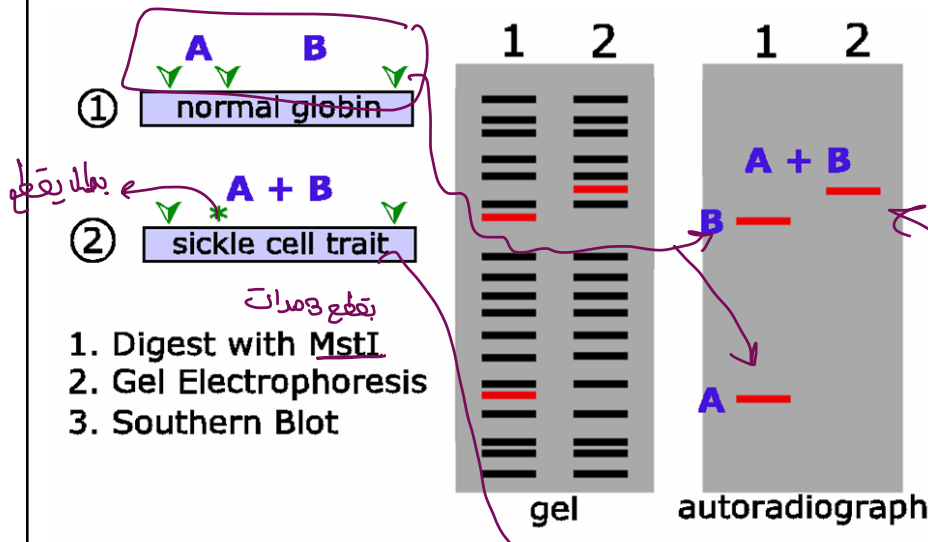 A B
① normal globin
بطل يقطع
A + B
*
② sickle cell trait
بقطع 3 مرات
1. Digest with MstI
2. Gel Electrophoresis
3. Southern Blot
1 2
gel
1 2
A + B
B
A
autoradiograph